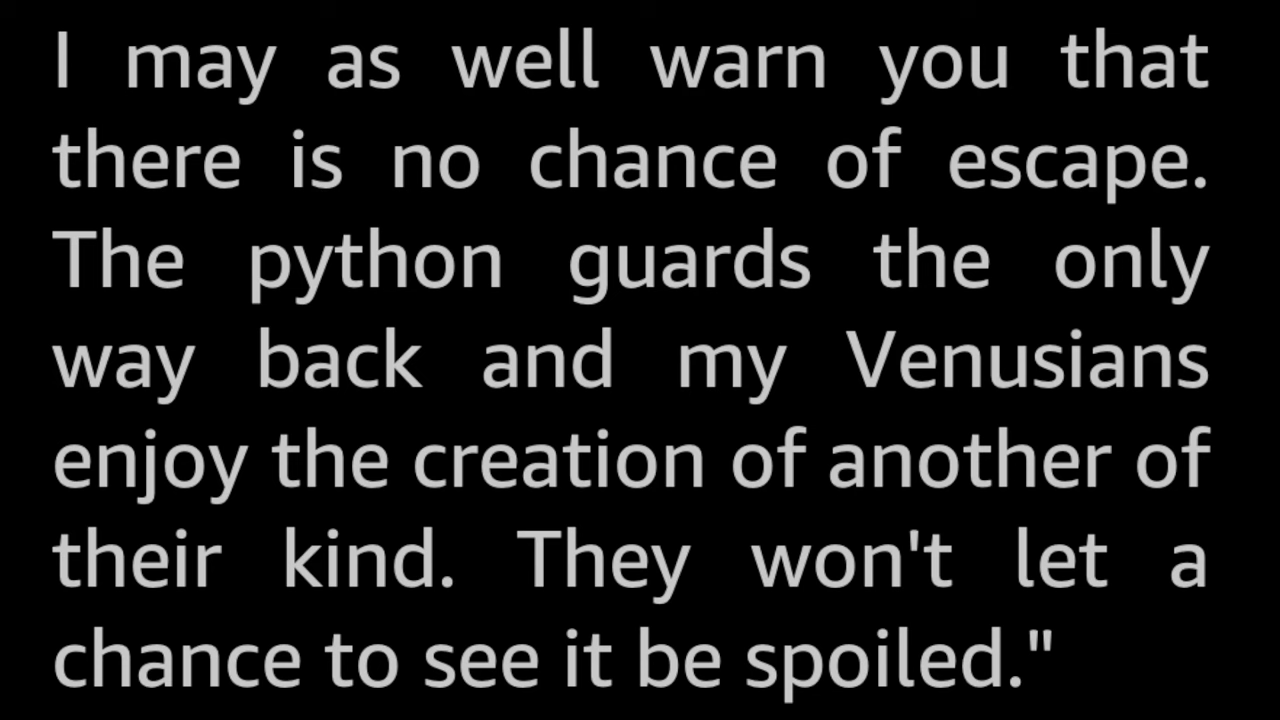 I may as well warn you that
there is no chance of escape.
The python guards the only
way back and my Venusians
enjoy the creation of another of
their kind. They won't let a
chance to see it be spoiled."